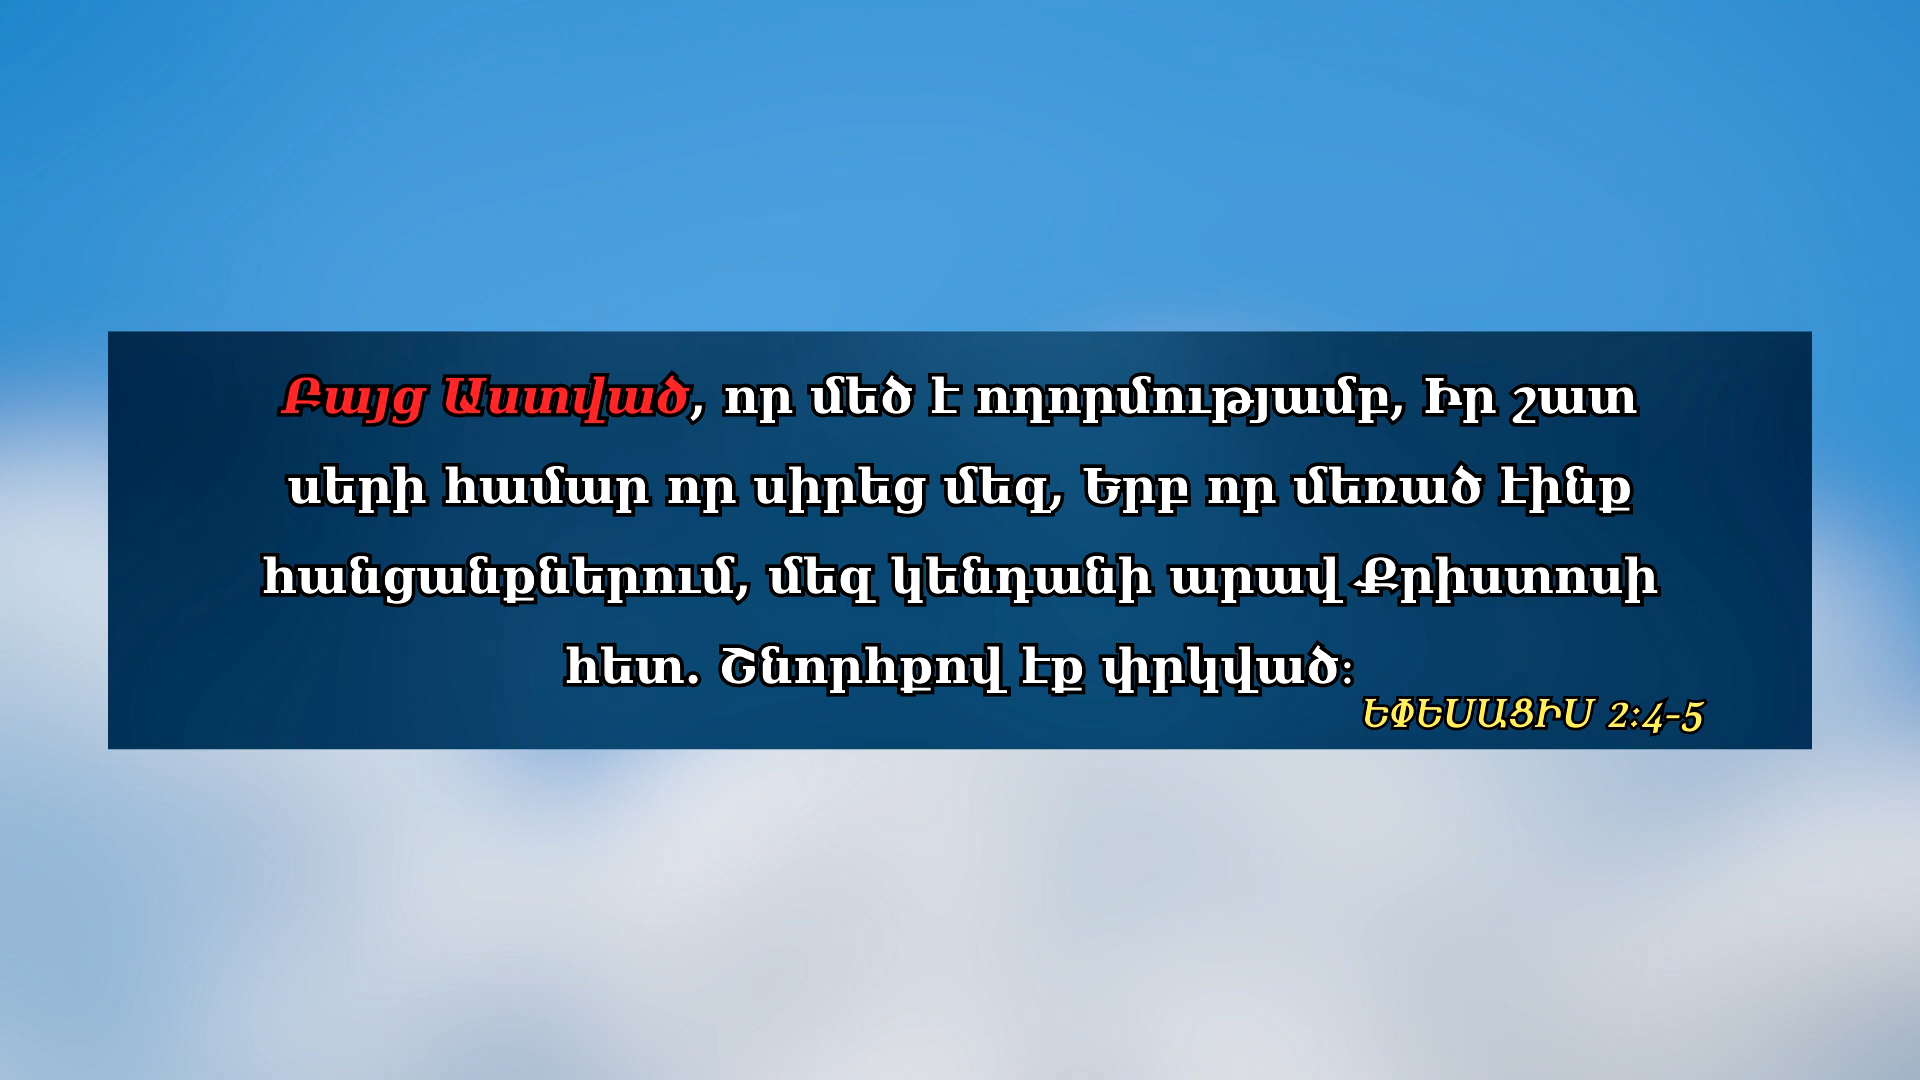 Բայց Աստված, որ մեծ է ողորմությամբ, Իր շատ
սերի համար որ սիրեց մեզ, Երբ որ մեռած էինք
հանցանքներում, մեզ կենդանի արավ Քրիստոսի
հետ. Շնորհքով էք փրկված։
ԵՓԵՍԱՑԻՍ 2:4-5